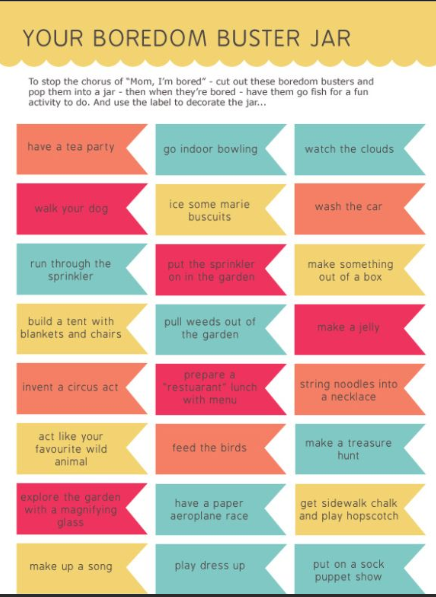 YOUR BOREDOM BUSTER JAR
To stop the chorus of "Mom, I'm bored" - cut out these boredom busters and
pop them into a jar - then when they're bored - have them go fish for a fun
activity to do. And use the label to decorate the jar...
have a tea party
go indoor bowling
watch the clouds
walk your dog
ice some marie
buscuits
wash the car
run through the
sprinkler
put the sprinkler
on in the garden
make something
out of a box
build a tent with
blankets and chairs
pull weeds out of
the garden
make a jelly
invent a circus act
prepare a
"restuarant" lunch
with menu
string noodles into
a necklace
act like your
favourite wild
animal
feed the birds
make a treasure
hunt
explore the garden
with a magnifying
glass
have a paper
aeroplane race
get sidewalk chalk
and play hopscotch
make up a song
play dress up
put on a sock
puppet show